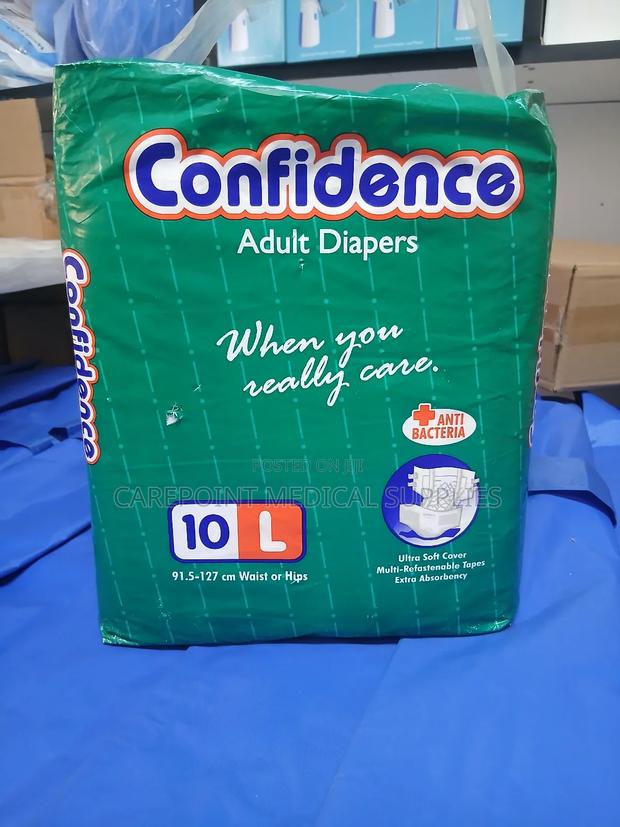 Confidence
Adult Diapers
Confidence
When you
really care.
ANTI
BACTERIA
POSTED ON JIJI
CAREPOINT MEDICAL SUPPLIES
10 L
91.5-127 cm Waist or Hips
Ultra Soft Cover
Multi-Refastenable Tapes
Extra Absorbency